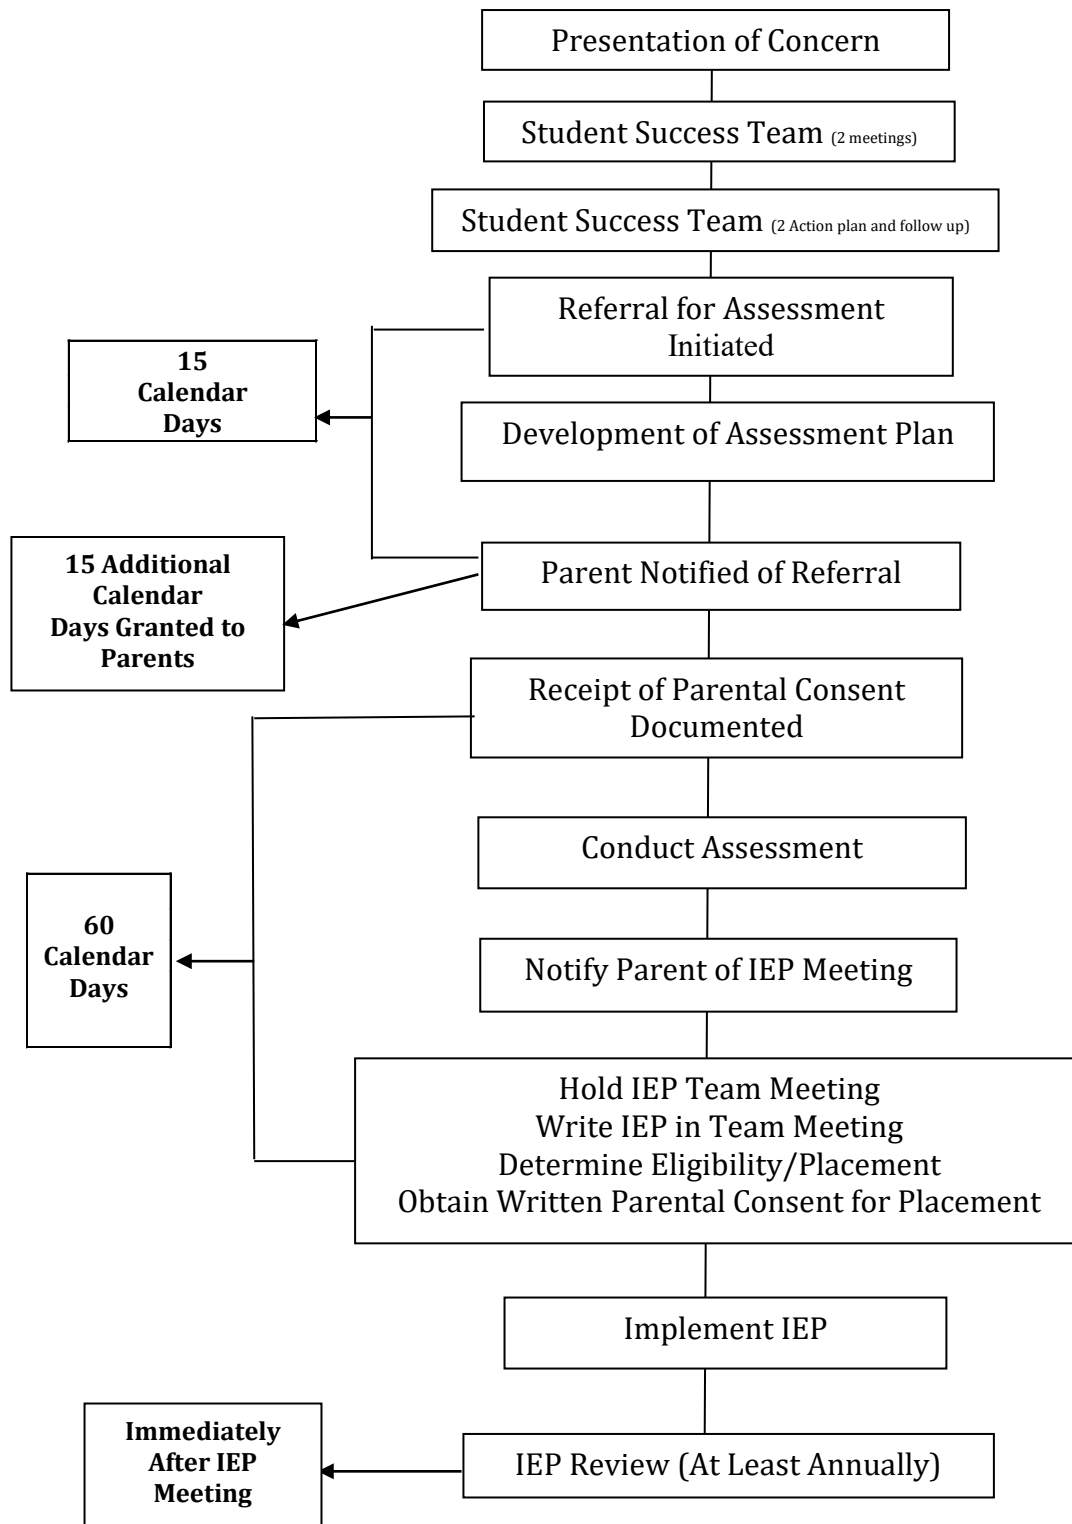 Presentation of Concern
Student Success Team (2 meetings)
Student Success Team (2 Action plan and follow up)
Referral for Assessment
Initiated
15
Calendar
Days
Development of Assessment Plan
15 Additional
Calendar
Days Granted to
Parents
Parent Notified of Referral
Receipt of Parental Consent
Documented
Conduct Assessment
60
Calendar
Days
Notify Parent of IEP Meeting
Hold IEP Team Meeting
Write IEP in Team Meeting
Determine Eligibility/Placement
Obtain Written Parental Consent for Placement
Implement IEP
Immediately
After IEP
Meeting
IEP Review (At Least Annually)